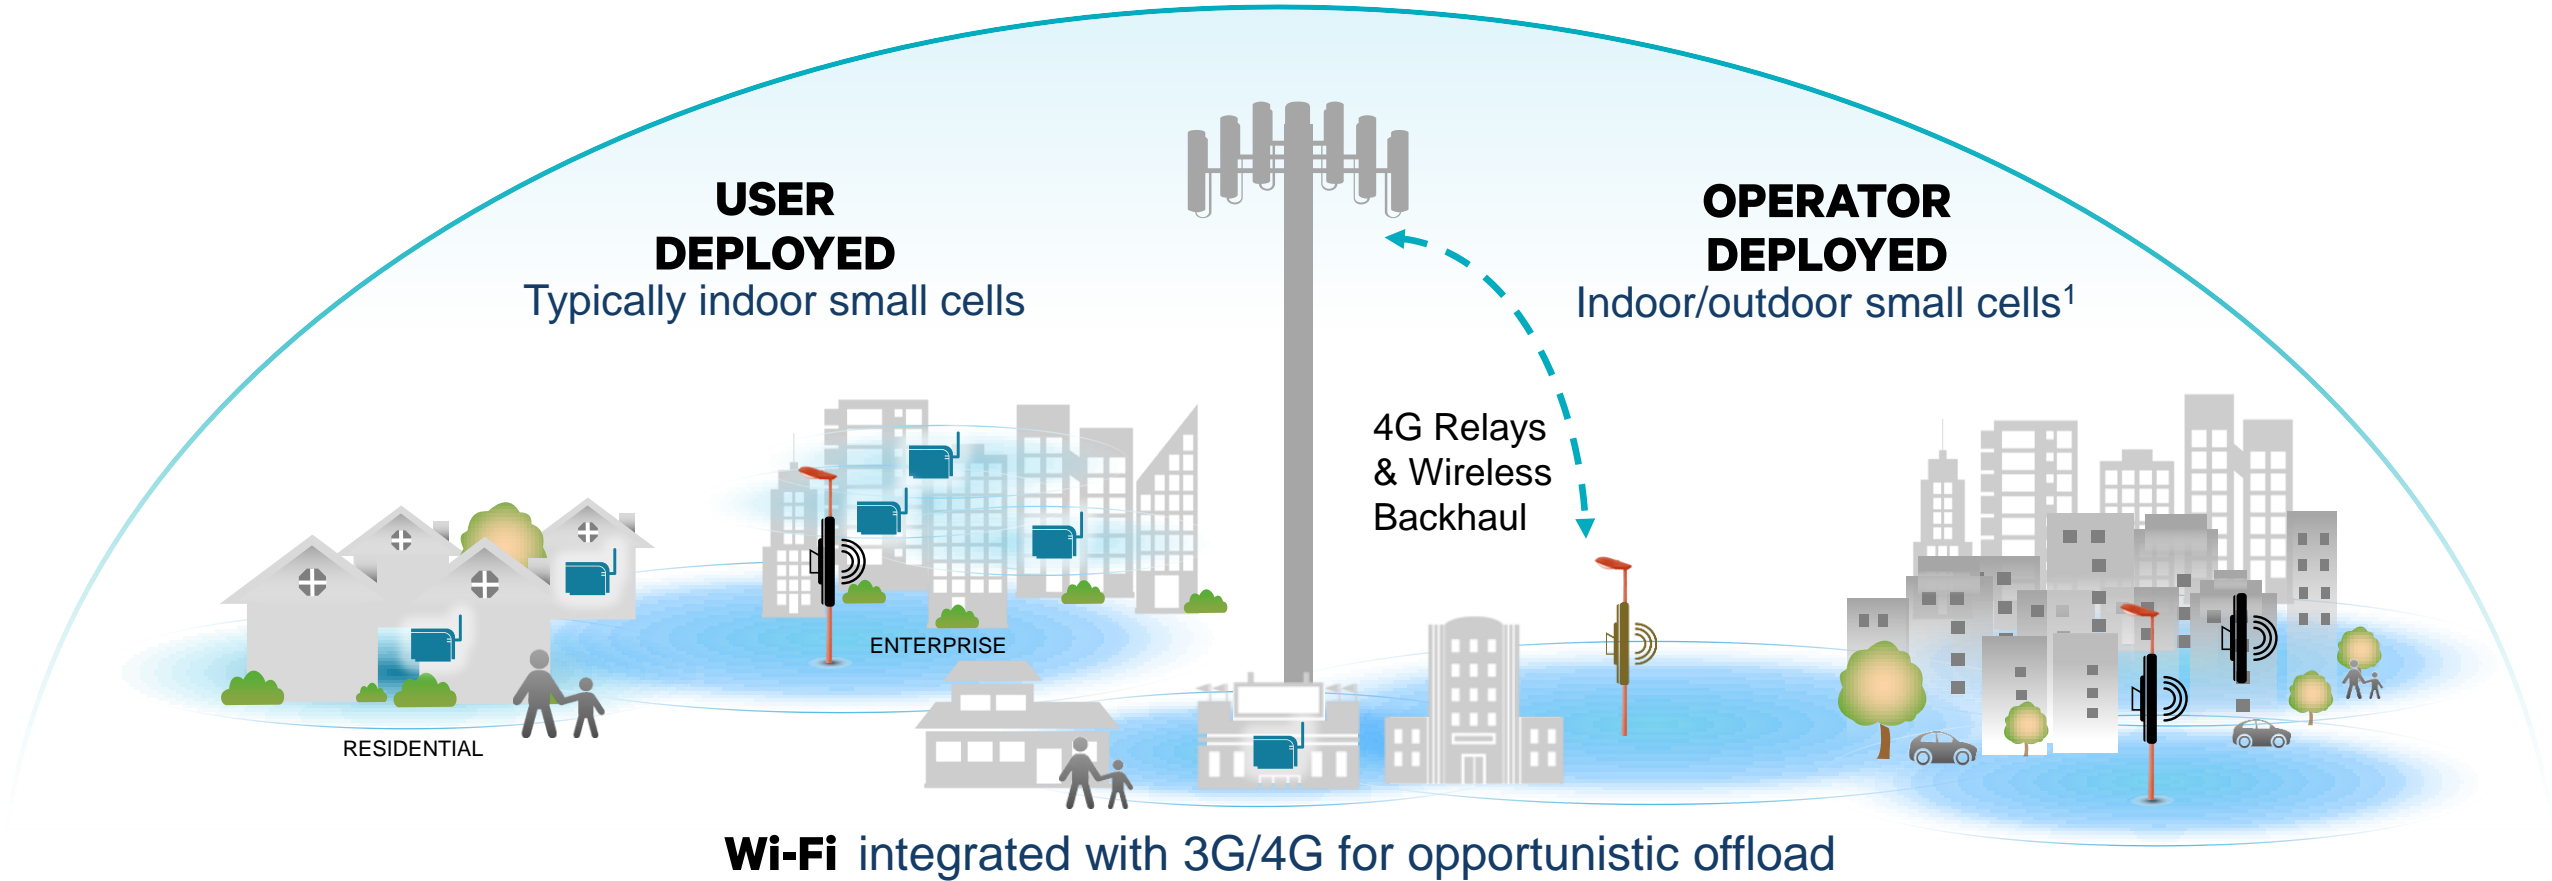 USER
DEPLOYED
Typically indoor small cells
OPERATOR
DEPLOYED
Indoor/outdoor small cells¹
4G Relays
& Wireless
Backhaul
ENTERPRISE
RESIDENTIAL
Wi-Fi integrated with 3G/4G for opportunistic offload